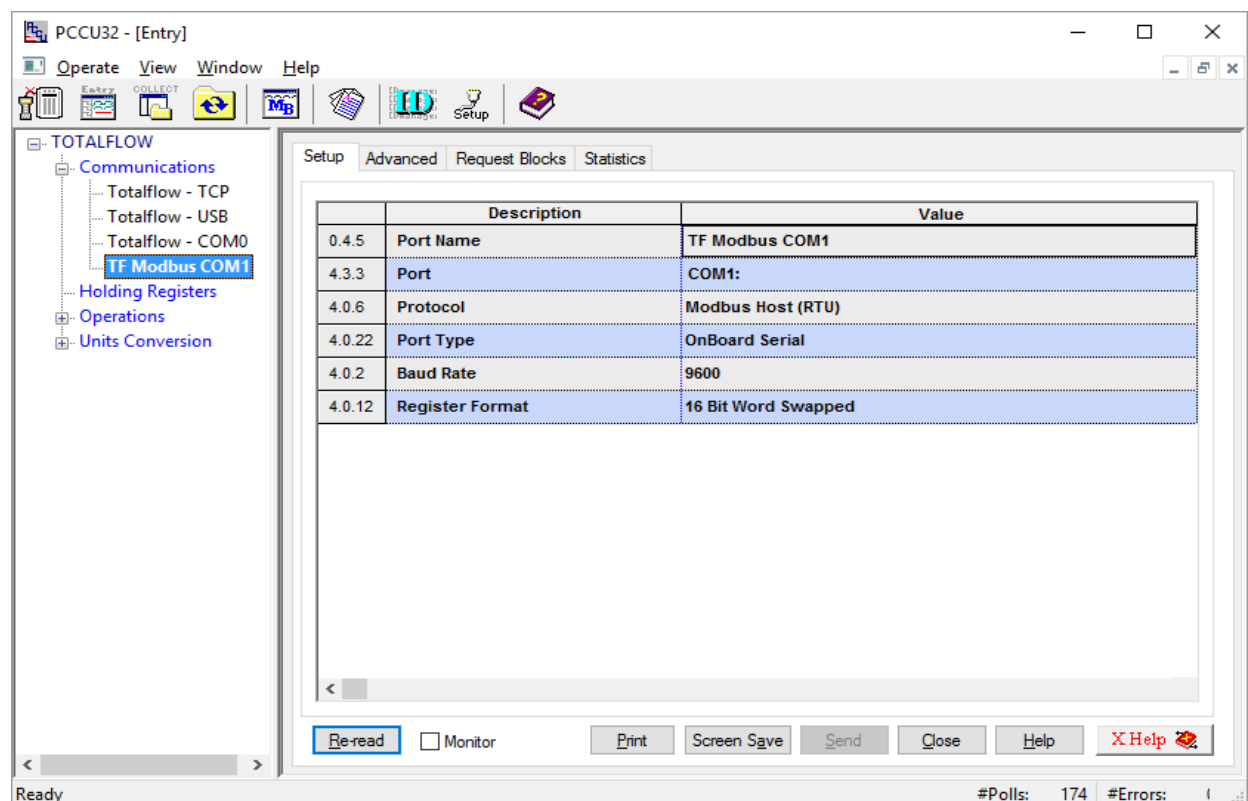 PCCU32 - [Entry]
Operate View Window Help
Entry COLLECT MB ID Setup
TOTALFLOW
Communications
Totalflow - TCP
Totalflow - USB
Totalflow - COM0
TF Modbus COM1
Holding Registers
Operations
Units Conversion
Setup Advanced Request Blocks Statistics
Description Value
0.4.5 Port Name TF Modbus COM1
4.3.3 Port COM1:
4.0.6 Protocol Modbus Host (RTU)
4.0.22 Port Type OnBoard Serial
4.0.2 Baud Rate 9600
4.0.12 Register Format 16 Bit Word Swapped
Re-read Monitor Print Screen Save Send Close Help X Help
Ready #Polls: 174 #Errors: